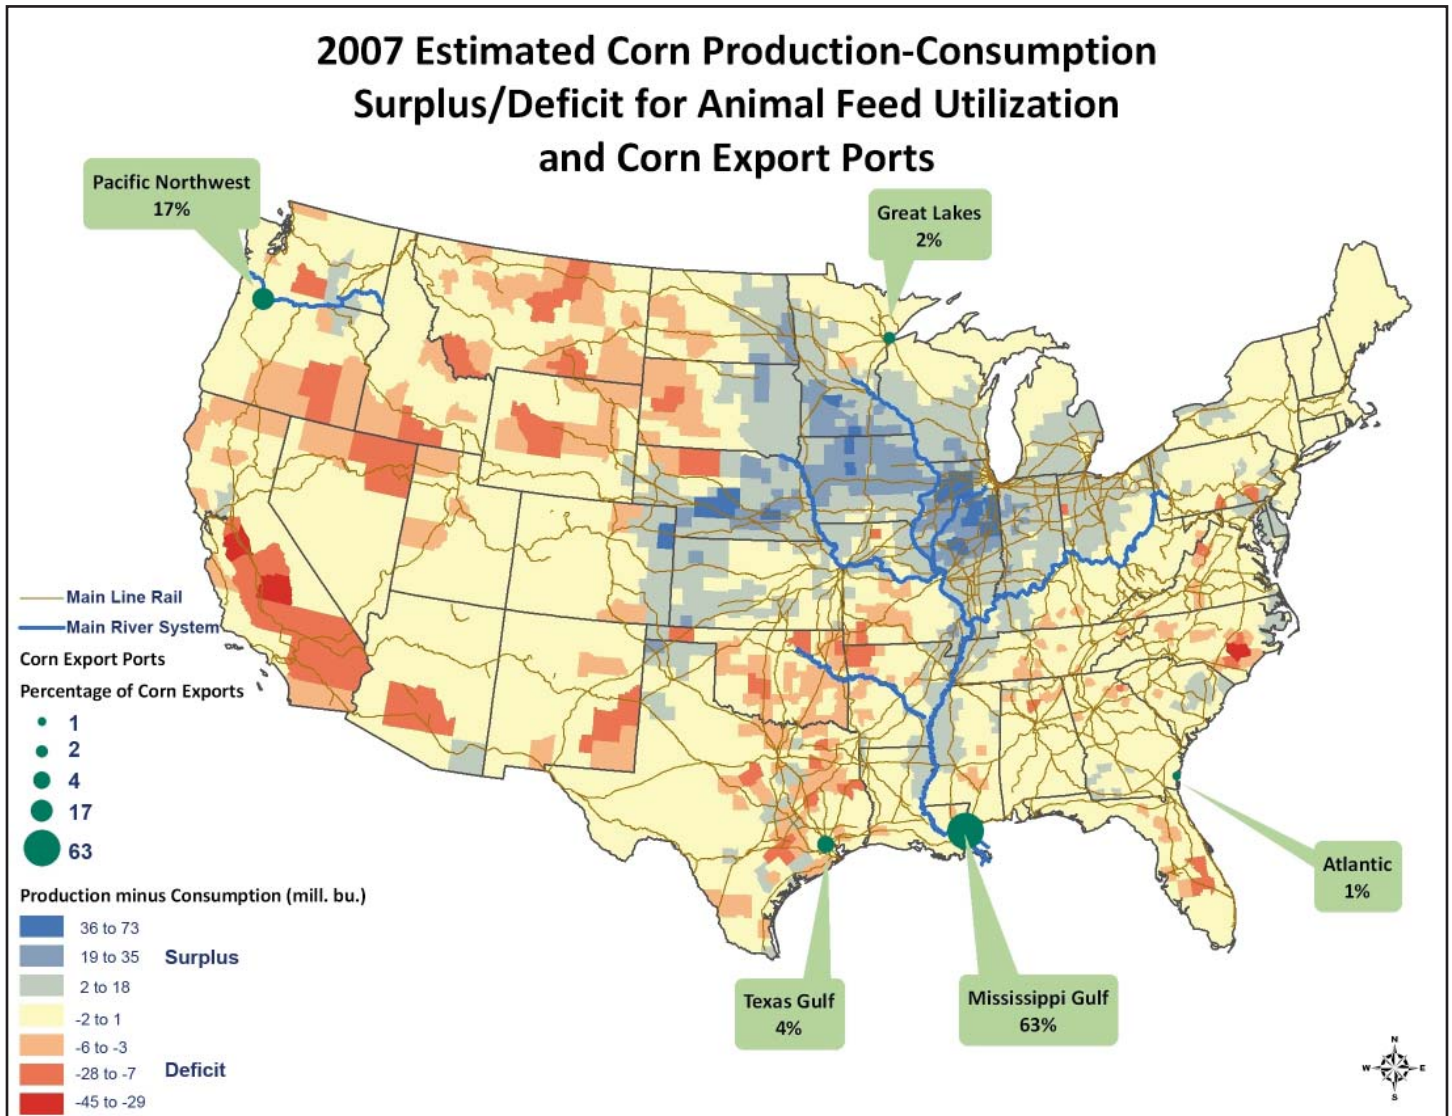 2007 Estimated Corn Production-Consumption
Surplus/Deficit for Animal Feed Utilization
and Corn Export Ports
Pacific Northwest
17%
Great Lakes
2%
Main Line Rail
Main River System
Corn Export Ports
Percentage of Corn Exports
1
2
4
17
63
Atlantic
1%
Production minus Consumption (mill. bu.)
36 to 73
19 to 35 Surplus
2 to 18
-2 to 1
-6 to -3
-28 to -7 Deficit
-45 to -29
Texas Gulf
4%
Mississippi Gulf
63%
N
W E
S